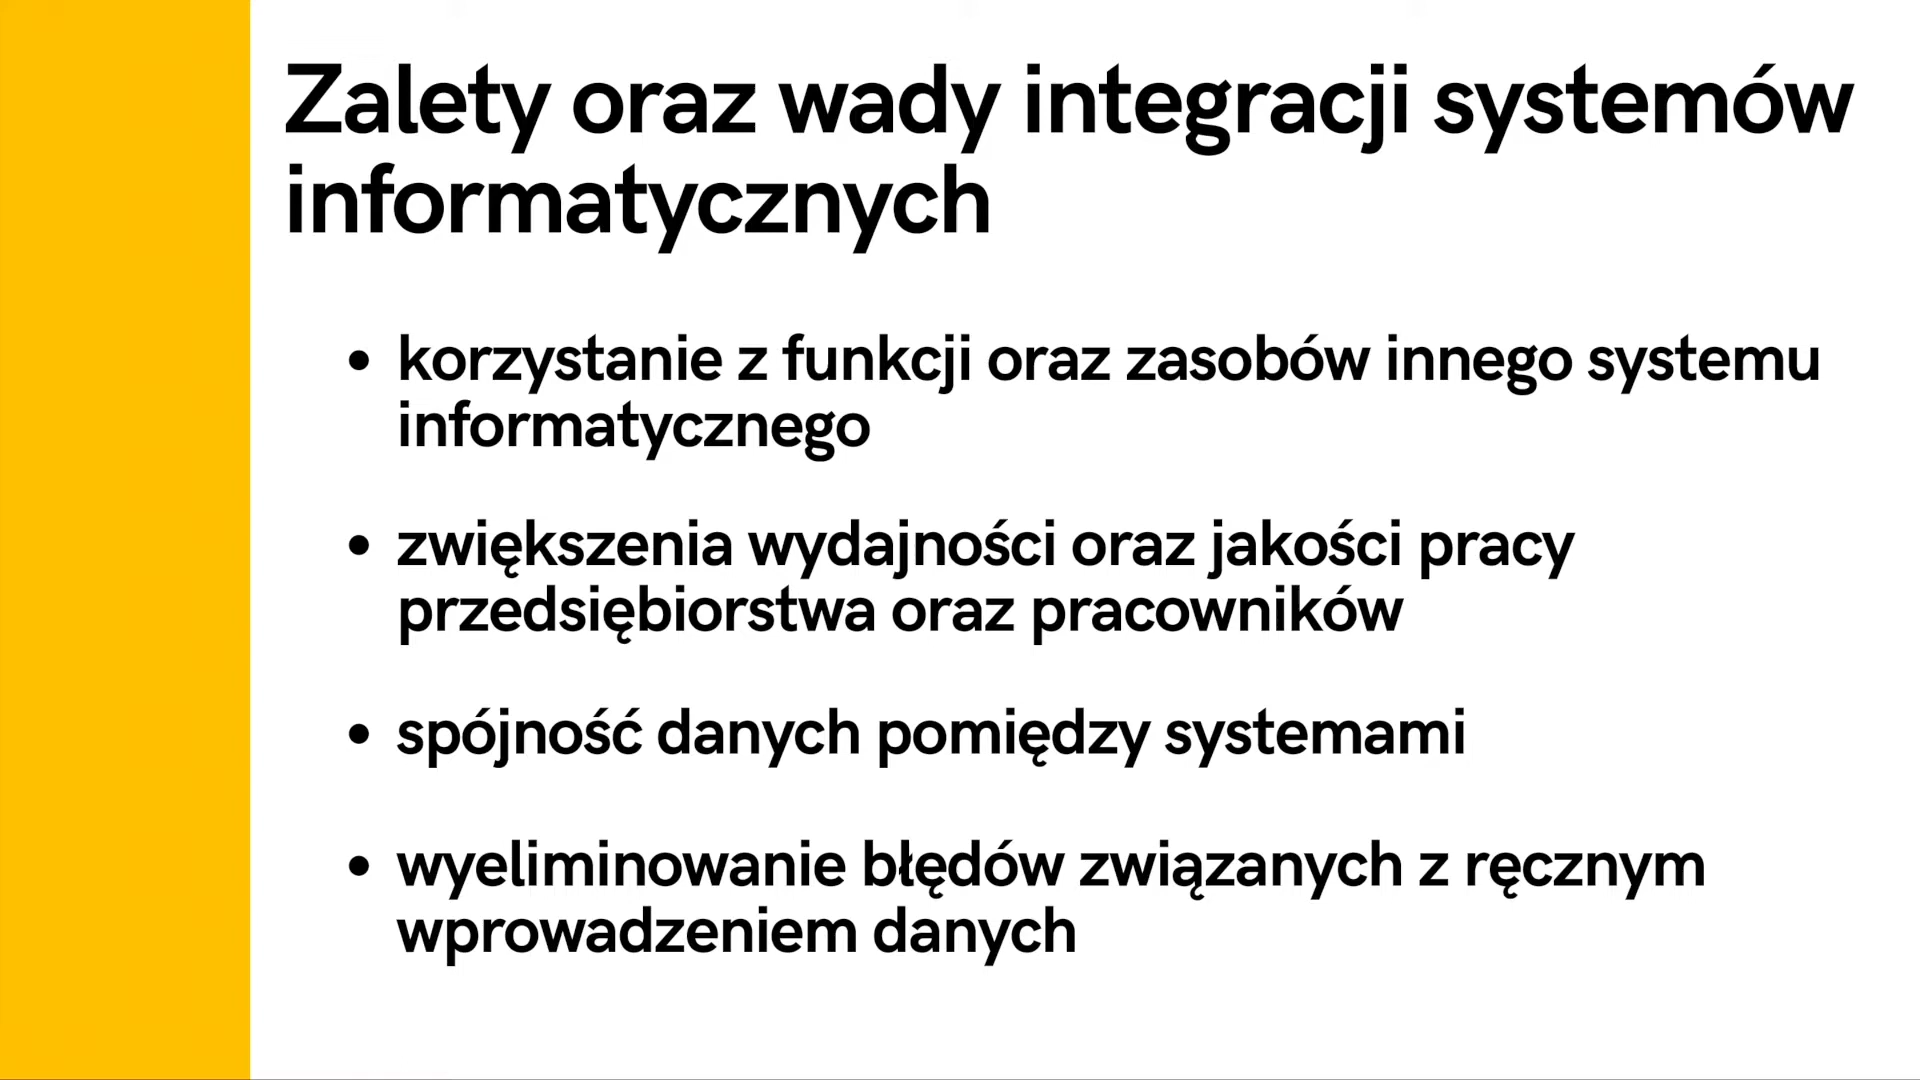 Zalety oraz wady integracji systemów
informatycznych
• korzystanie z funkcji oraz zasobów innego systemu
informatycznego
• zwiększenia wydajności oraz jakości pracy
przedsiębiorstwa oraz pracowników
• spójność danych pomiędzy systemami
• wyeliminowanie błędów związanych z ręcznym
wprowadzeniem danych